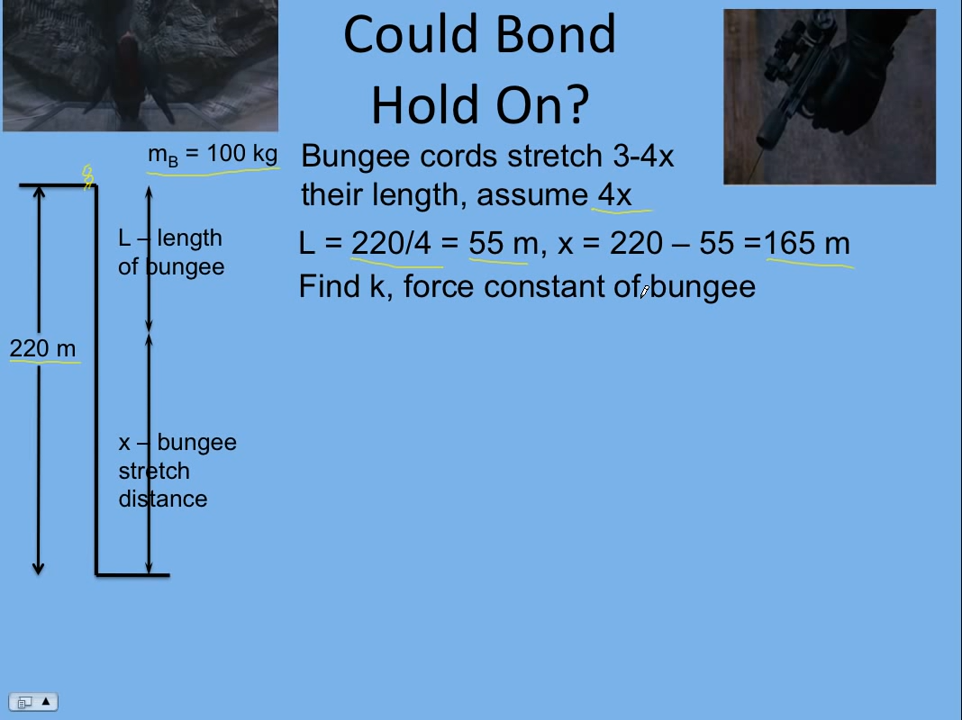 Could Bond
Hold On?
m_B = 100 kg
Bungee cords stretch 3-4x
their length, assume 4x
L = 220/4 = 55 m, x = 220 – 55 =165 m
Find k, force constant of bungee
L – length
of bungee
220 m
x – bungee
stretch
distance